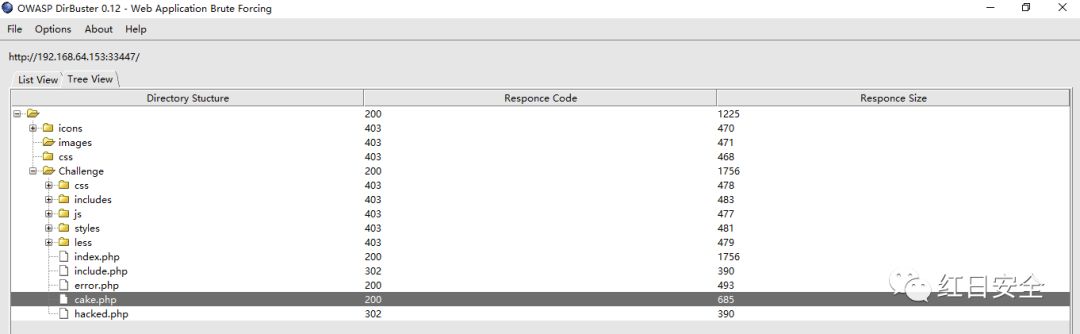 OWASP DirBuster 0.12 - Web Application Brute Forcing
File Options About Help
http://192.168.64.153:33447/
List View Tree View
Directory Stucture Responce Code Responce Size
200 1225
icons 403 470
images 403 471
css 403 468
Challenge 200 1756
css 403 478
includes 403 483
js 403 477
styles 403 481
less 403 479
index.php 200 1756
include.php 302 390
error.php 200 493
cake.php 200 685
hacked.php 302 390
红日安全